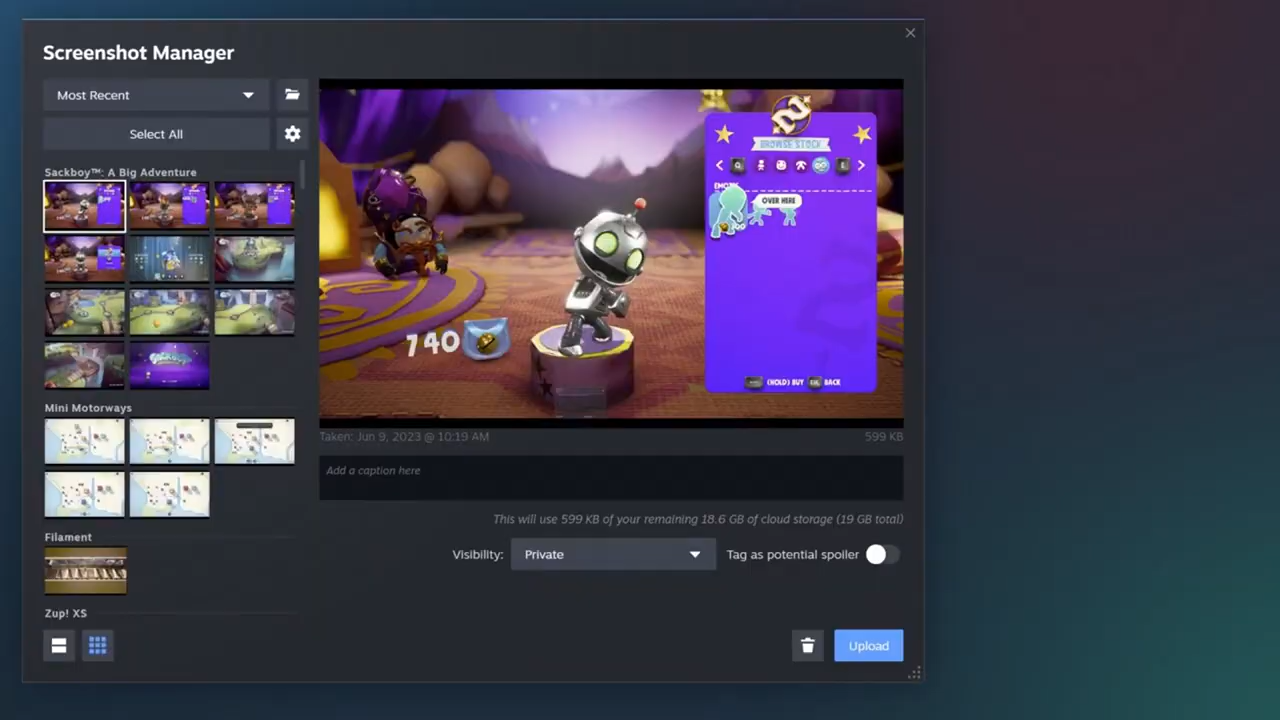 Screenshot Manager
Most Recent
Select All
Sackboy™: A Big Adventure
Mini Motorways
Filament
Zup! XS
BROWSE STOCK
Q
E
EMOTE
OVER HERE
740
(HOLD) BUY
BACK
Taken: Jun 9, 2023 @ 10:19 AM
599 KB
Add a caption here
This will use 599 KB of your remaining 18.6 GB of cloud storage (19 GB total)
Visibility:
Private
Tag as potential spoiler
Upload